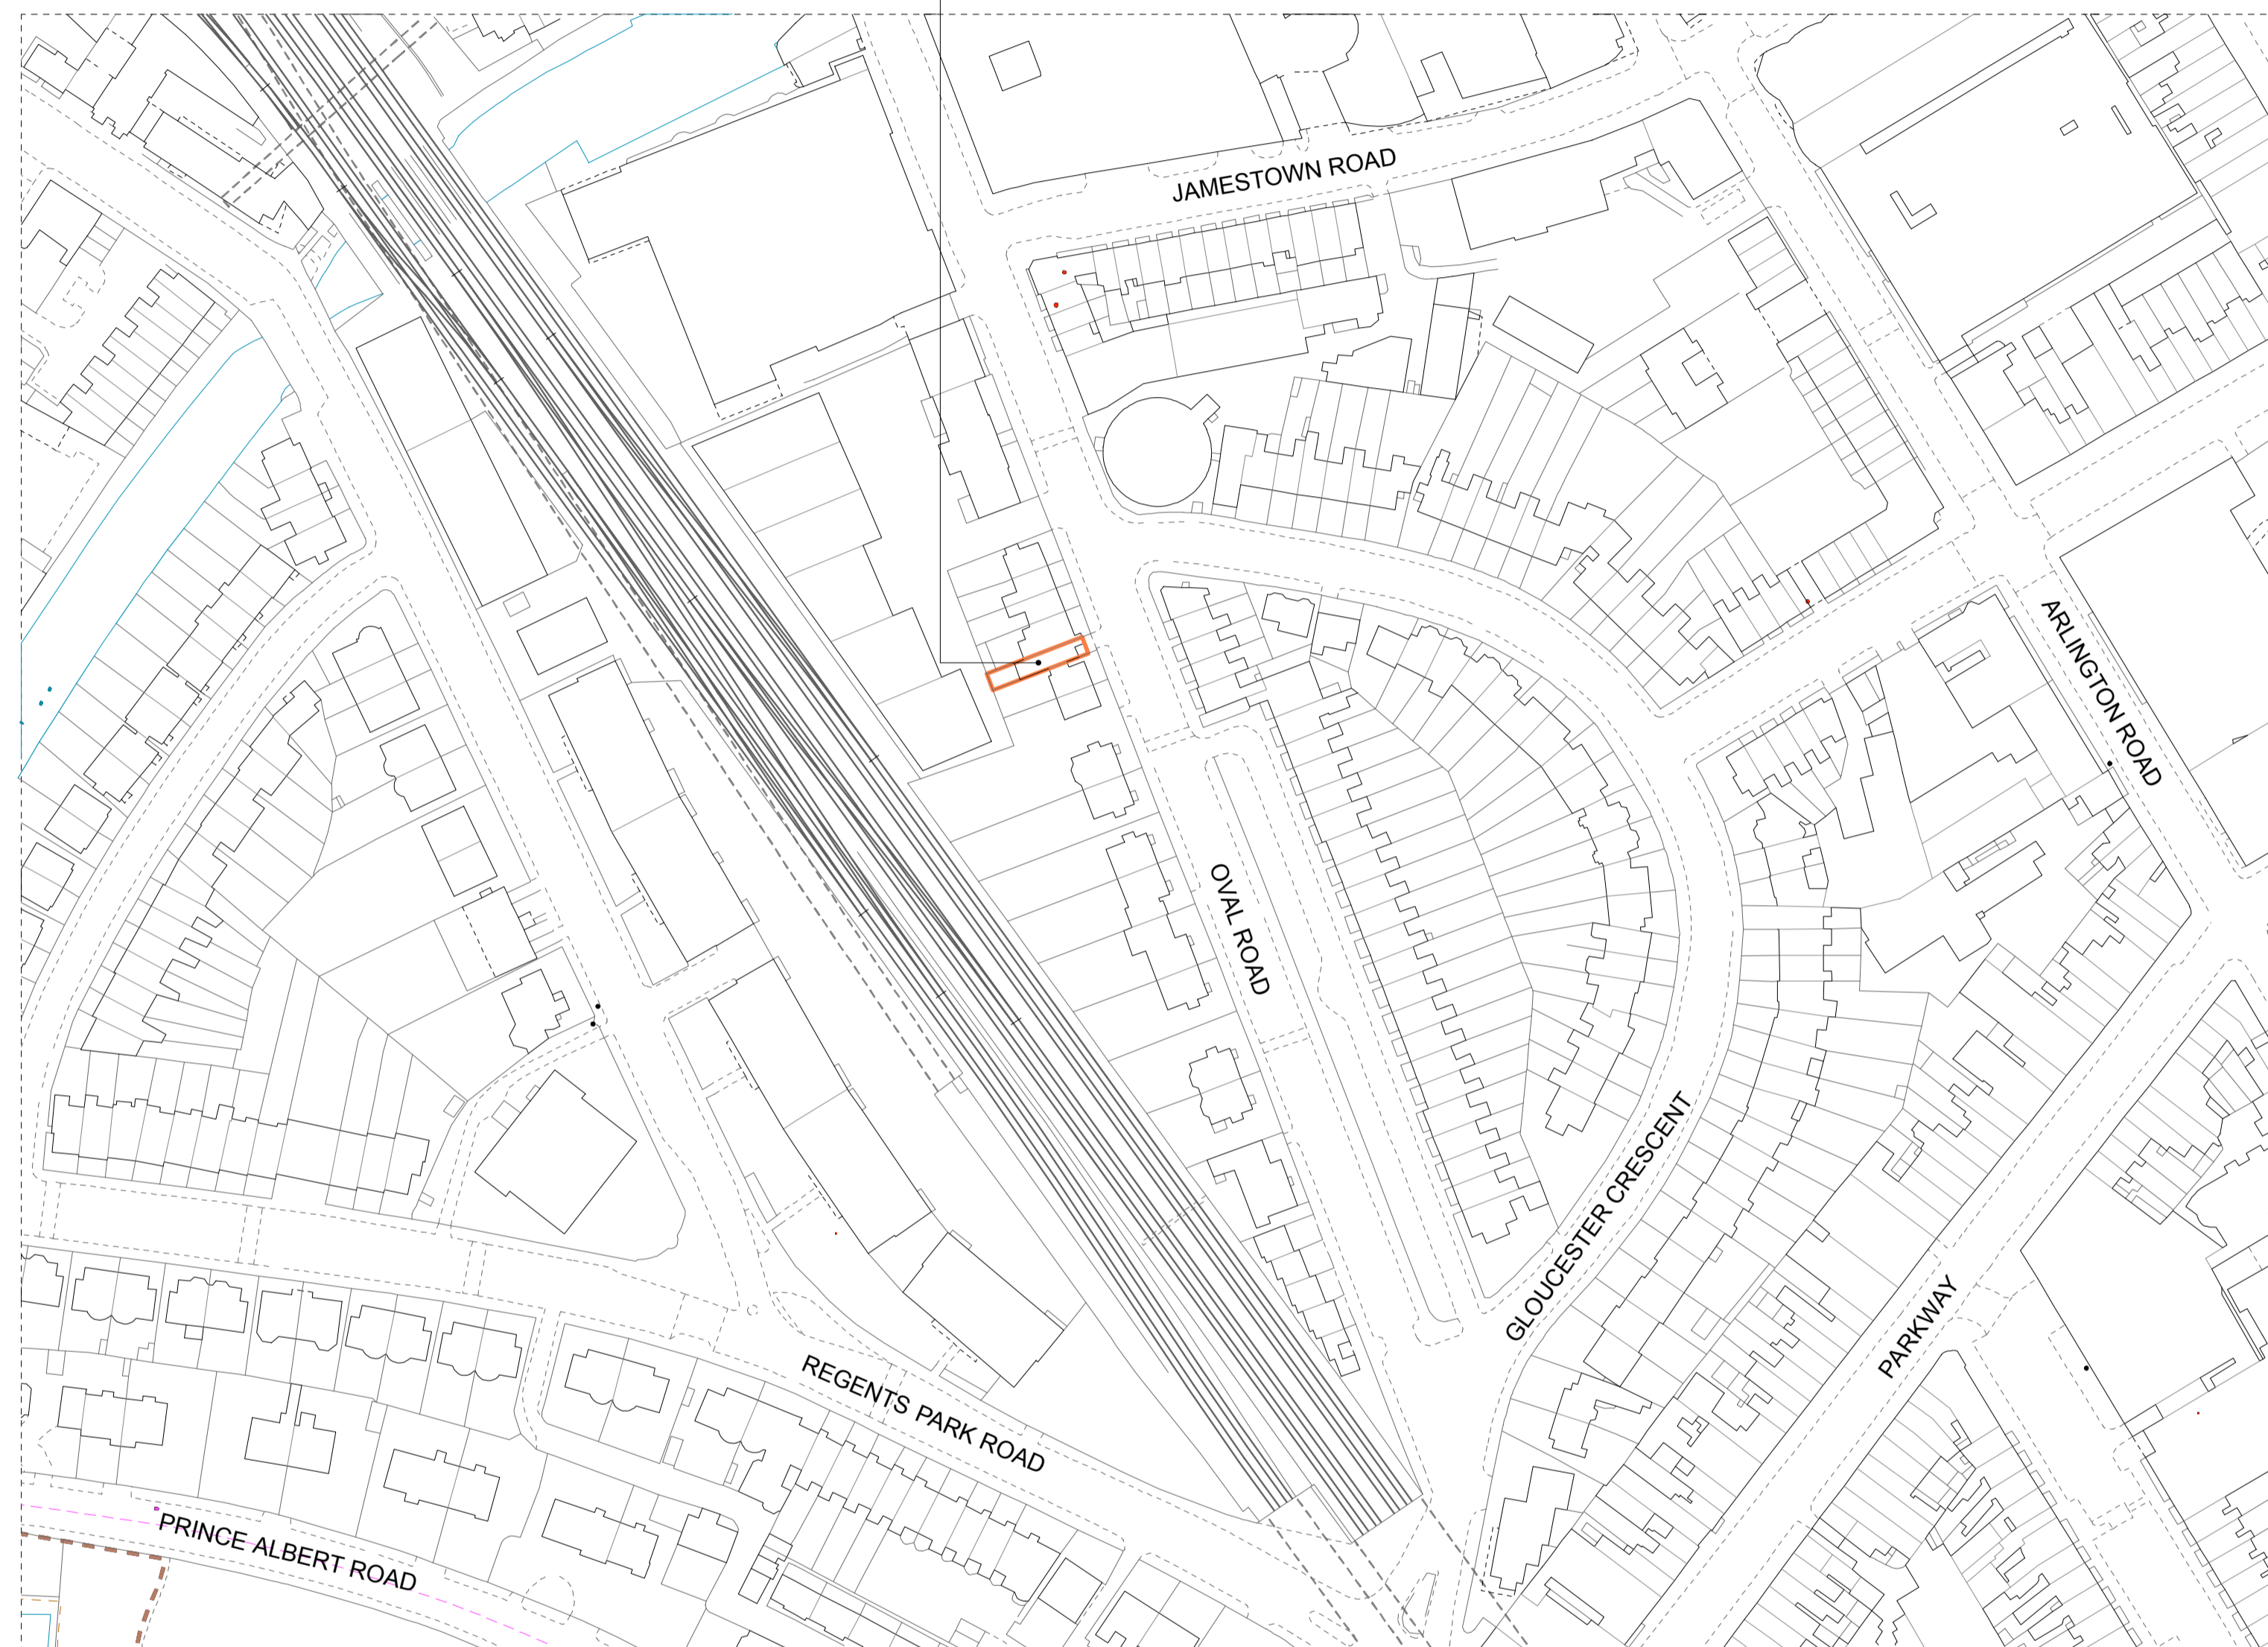 JAMESTOWN ROAD
ARLINGTON ROAD
OVAL ROAD
GLOUCESTER CRESCENT
PARKWAY
REGENTS PARK ROAD
PRINCE ALBERT ROAD